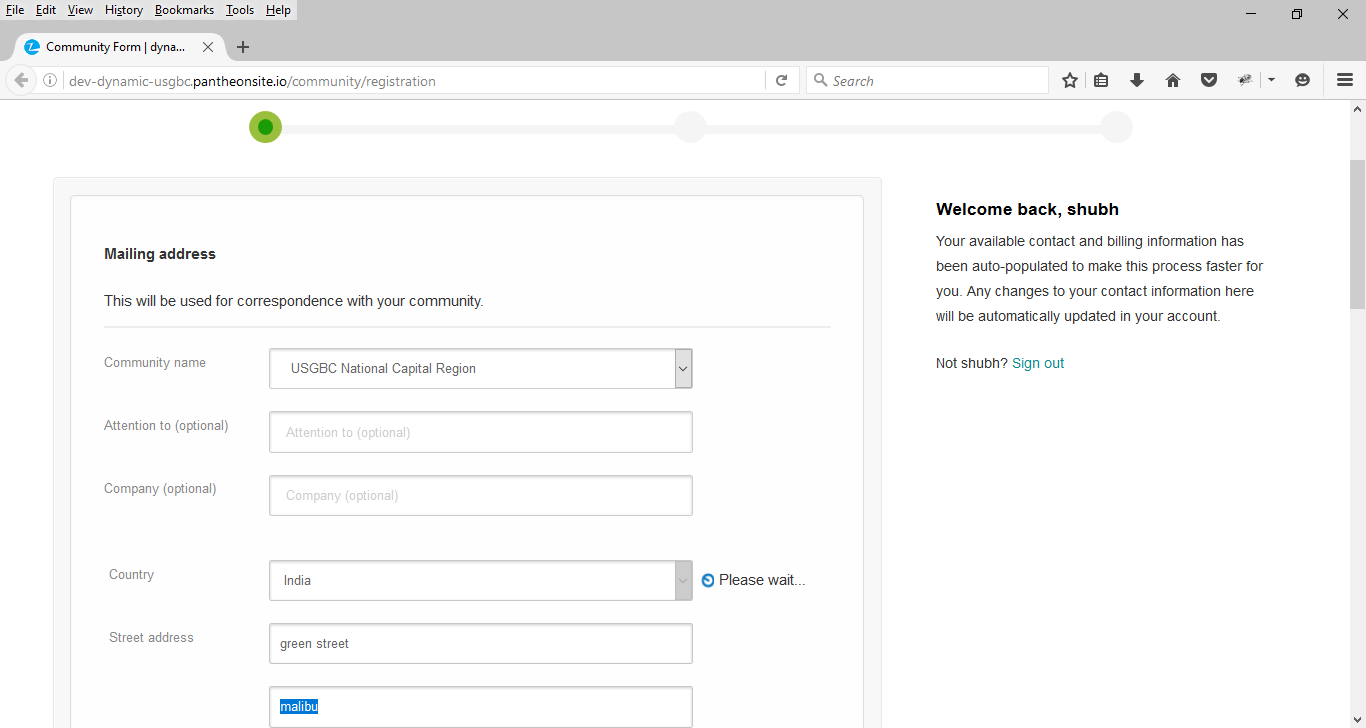 File Edit View History Bookmarks Tools Help
Community Form | dyna...
dev-dynamic-usgbc.pantheonsite.io/community/registration
Search
Mailing address
This will be used for correspondence with your community.
Community name
USGBC National Capital Region
Attention to (optional)
Attention to (optional)
Company (optional)
Company (optional)
Country
India
Please wait...
Street address
green street
malibu
Welcome back, shubh
Your available contact and billing information has
been auto-populated to make this process faster for
you. Any changes to your contact information here
will be automatically updated in your account.
Not shubh? Sign out